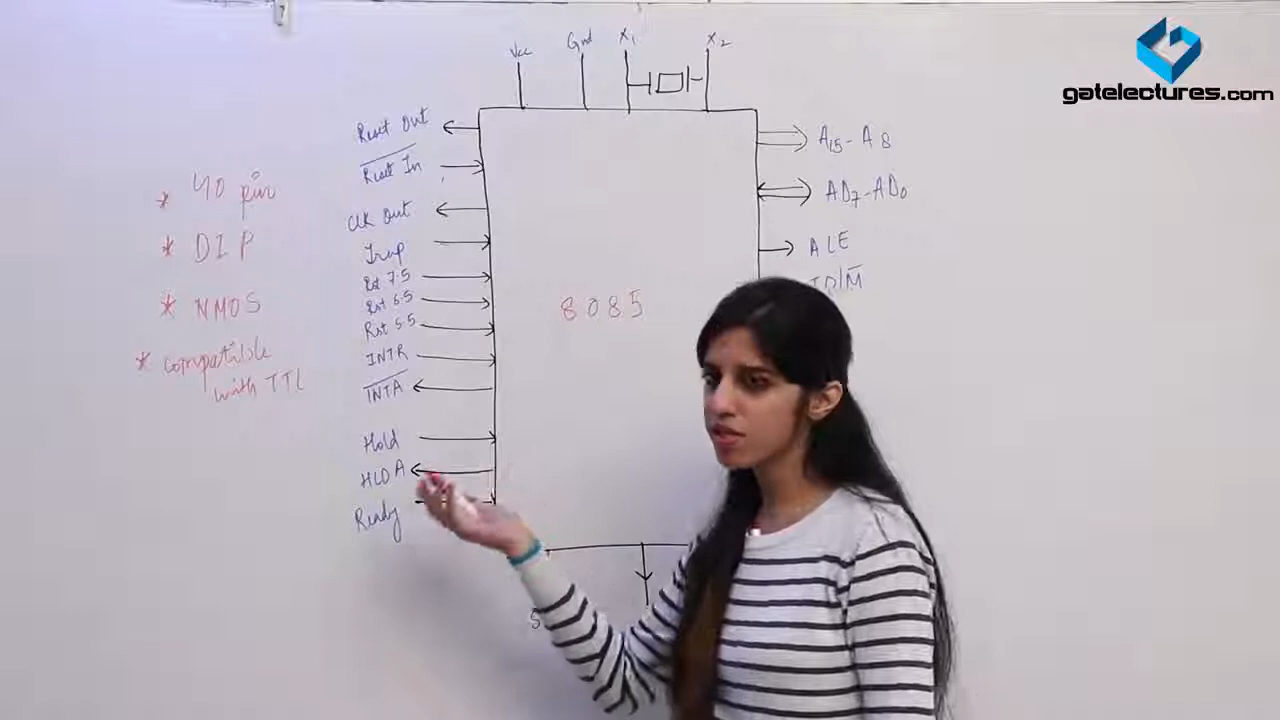 Vcc Gnd X1 X2
gatelectures.com
Reset Out
Reset In
Clk Out
Trap
Rst 7.5
Rst 6.5
Rst 5.5
INTR
INTA
Hold
HLDA
Ready
* 40 pin
* DIP
* NMOS
* compatible
with TTL
8085
A15-A8
AD7-AD0
ALE
IO/M̅
S